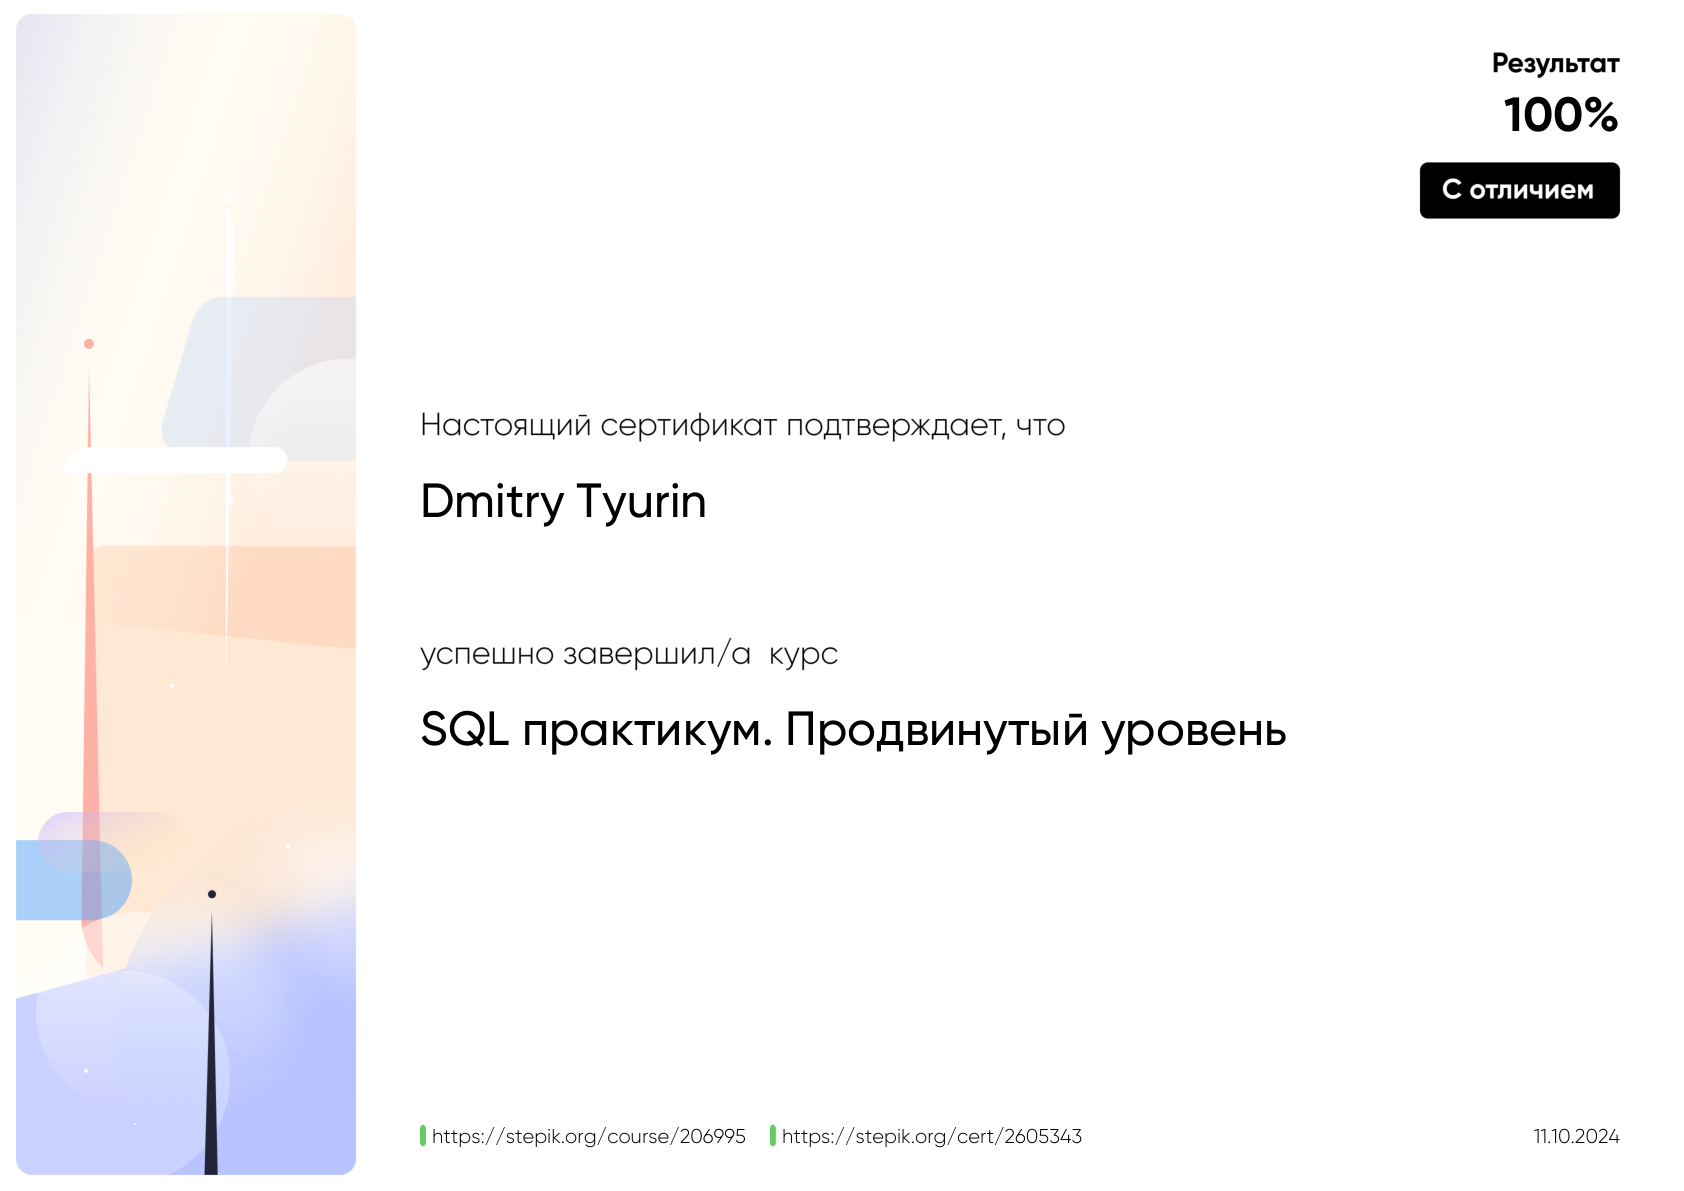 Результат
100%
С отличием
Настоящий сертификат подтверждает, что
Dmitry Tyurin
успешно завершил/а  курс
SQL практикум. Продвинутый уровень
https://stepik.org/course/206995 https://stepik.org/cert/2605343 11.10.2024